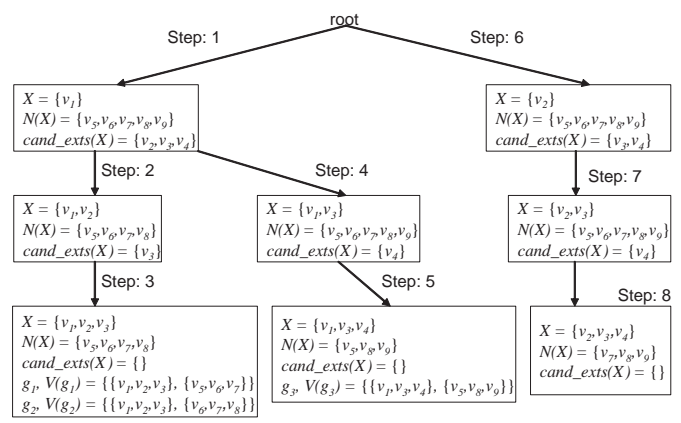 root
Step: 1
Step: 6
X = {v1}
N(X) = {v5,v6,v7,v8,v9}
cand_exts(X) = {v2,v3,v4}
X = {v2}
N(X) = {v5,v6,v7,v8,v9}
cand_exts(X) = {v3,v4}
Step: 2
Step: 4
Step: 7
X = {v1,v2}
N(X) = {v5,v6,v7,v8}
cand_exts(X) = {v3}
X = {v1,v3}
N(X) = {v5,v6,v7,v8,v9}
cand_exts(X) = {v4}
X = {v2,v3}
N(X) = {v5,v6,v7,v8,v9}
cand_exts(X) = {v4}
Step: 3
Step: 5
Step: 8
X = {v1,v2,v3}
N(X) = {v5,v6,v7,v8}
cand_exts(X) = {}
g1, V(g1) = {{v1,v2,v3}, {v5,v6,v7}}
g2, V(g2) = {{v1,v2,v3}, {v6,v7,v8}}
X = {v1,v3,v4}
N(X) = {v5,v8,v9}
cand_exts(X) = {}
g3, V(g3) = {{v1,v3,v4}, {v5,v8,v9}}
X = {v2,v3,v4}
N(X) = {v7,v8,v9}
cand_exts(X) = {}